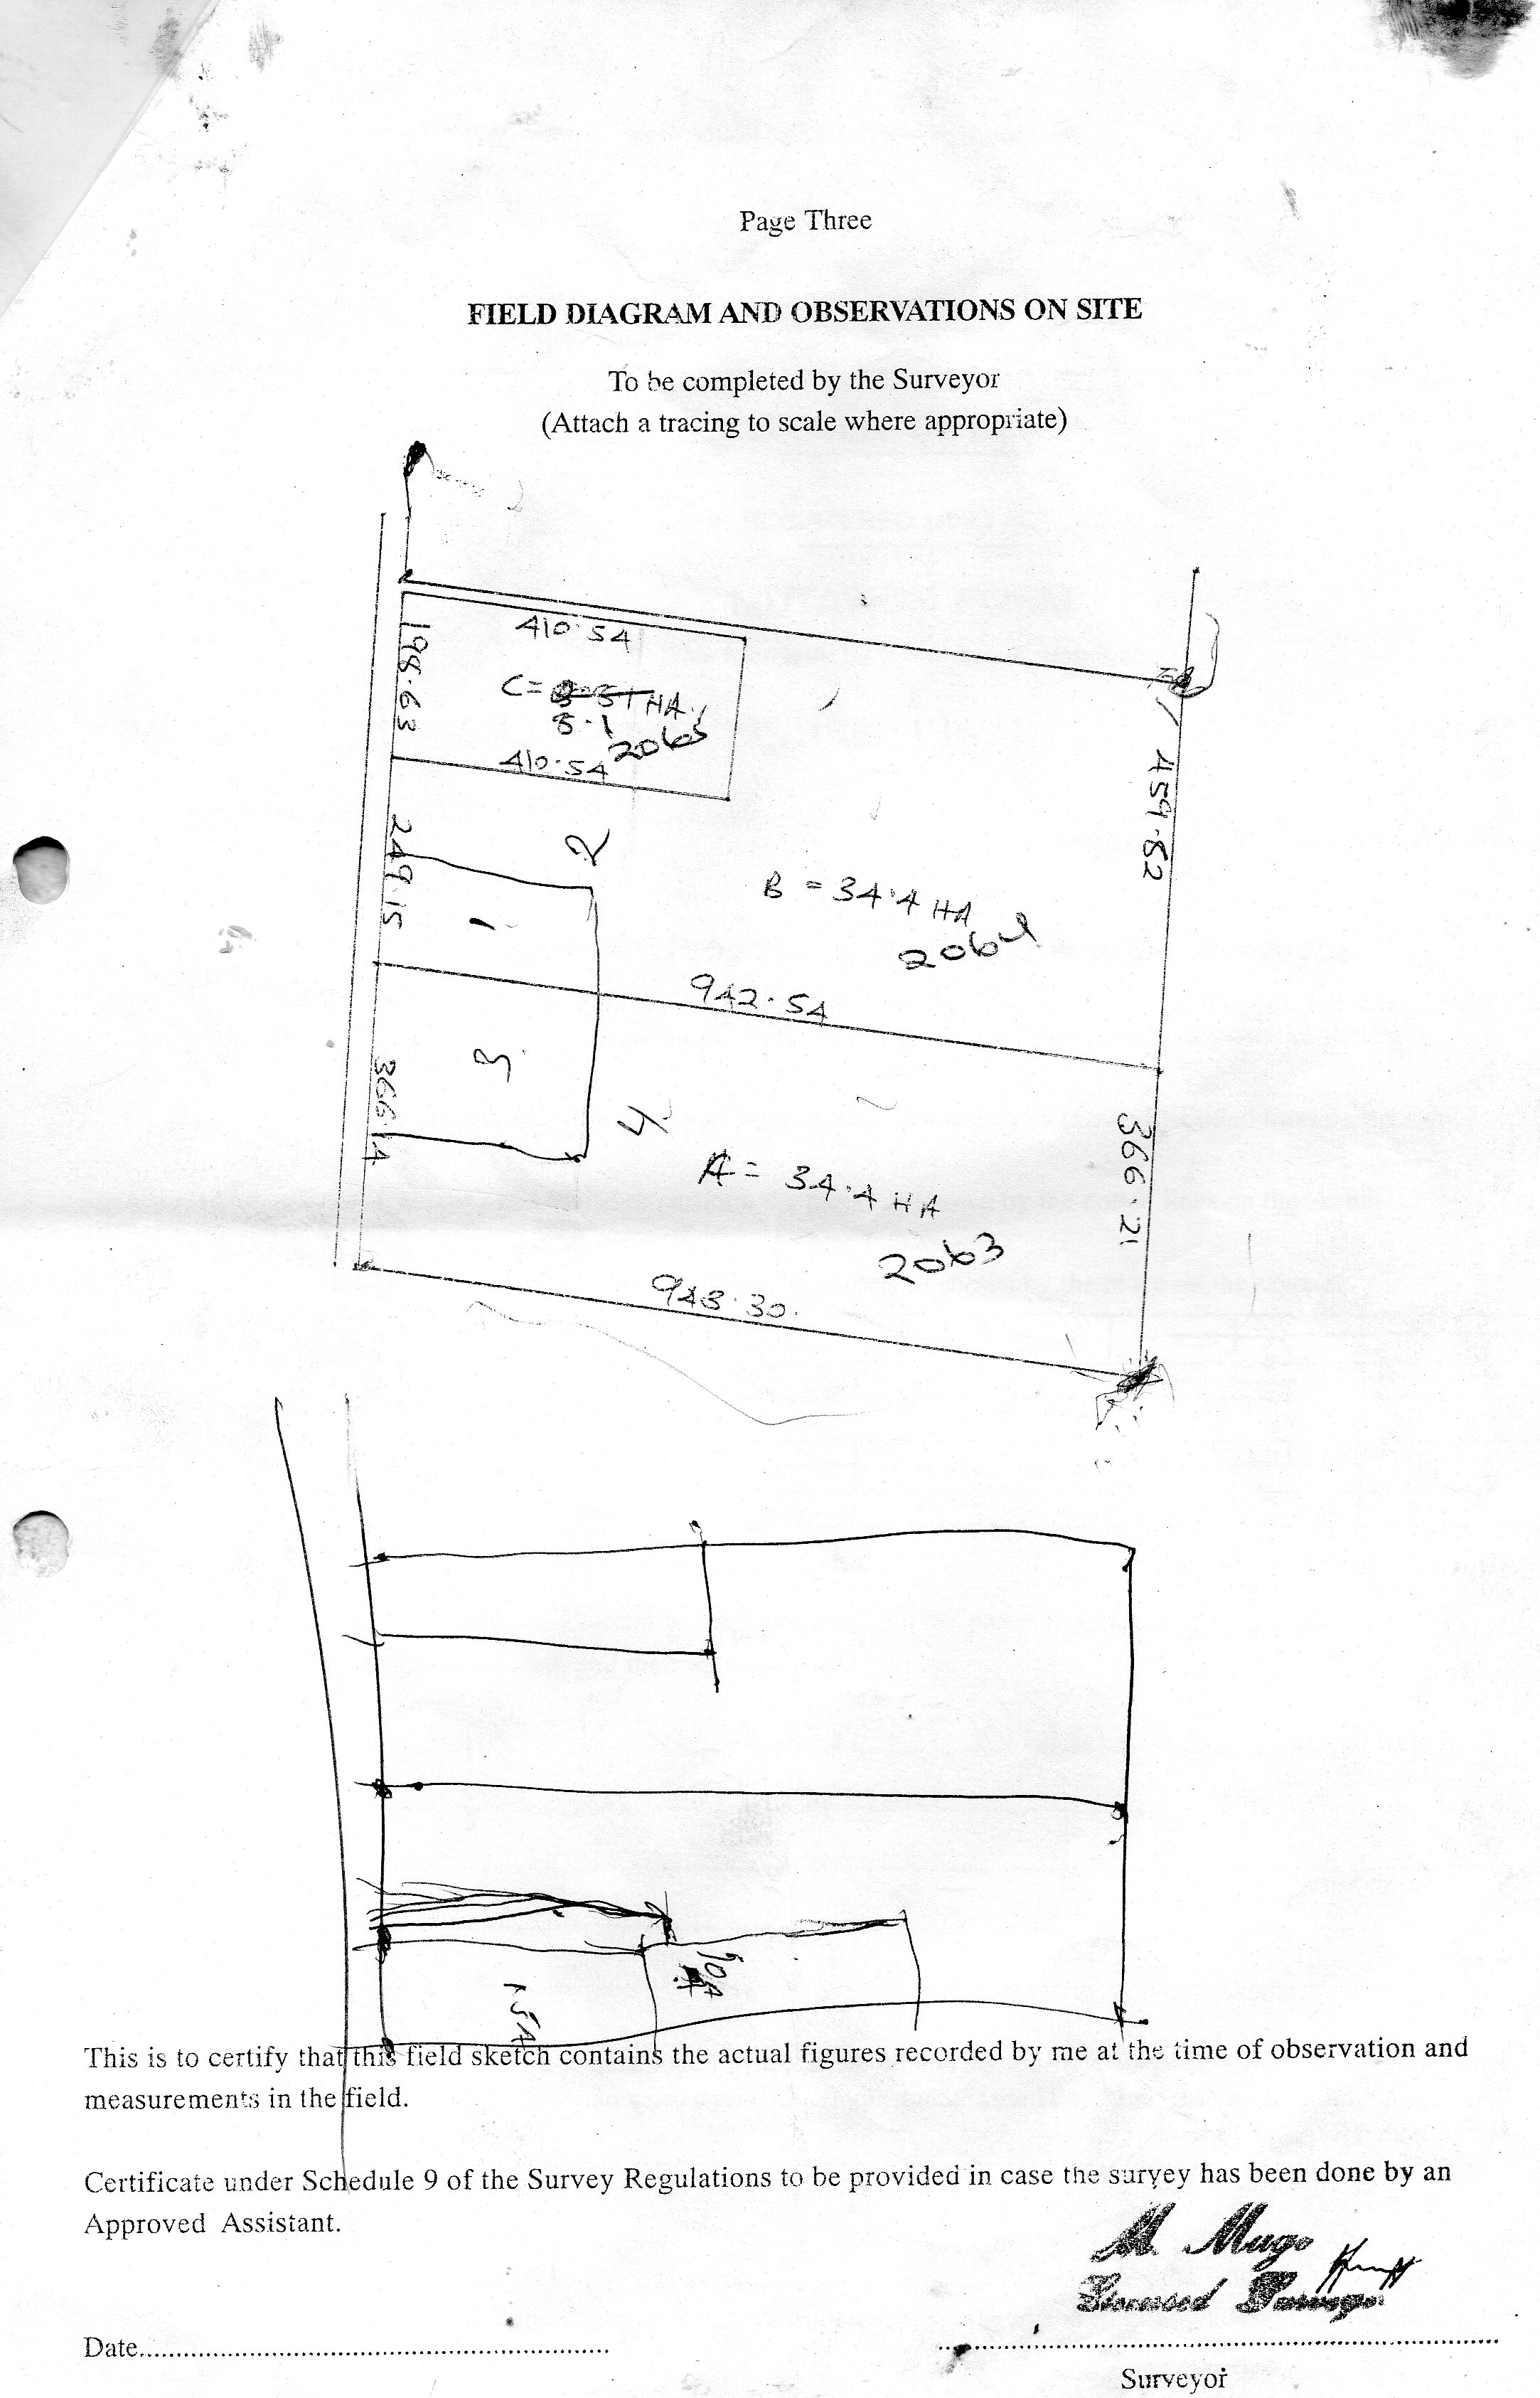 Page Three
FIELD DIAGRAM AND OBSERVATIONS ON SITE
To be completed by the Surveyor
(Attach a tracing to scale where appropriate)
410.54
198.63
C=
HA
8.1
2065
410.54
459.82
249.15
2
1
B = 34.4 HA
2064
942.54
3
366.14
4
366.21
A = 34.4 HA
2063
943.30
10A
1.5A
This is to certify that this field sketch contains the actual figures recorded by me at the time of observation and
measurements in the field.
Certificate under Schedule 9 of the Survey Regulations to be provided in case the survey has been done by an
Approved Assistant.
M. Mugo
Licensed Surveyor
Date
Surveyor